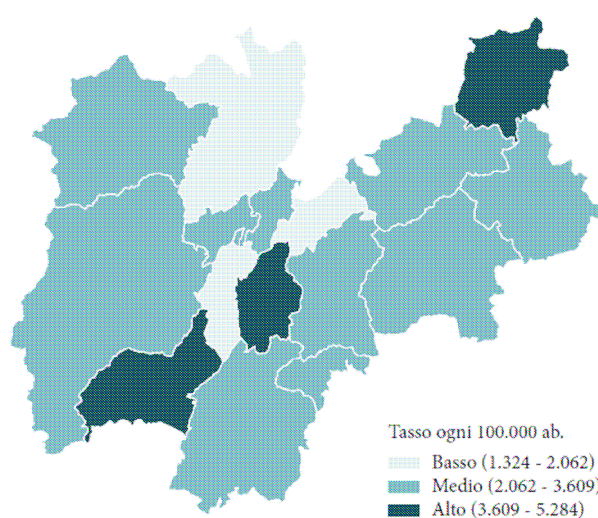 Tasso ogni 100.000 ab.
Basso (1.324 - 2.062)
Medio (2.062 - 3.609)
Alto (3.609 - 5.284)